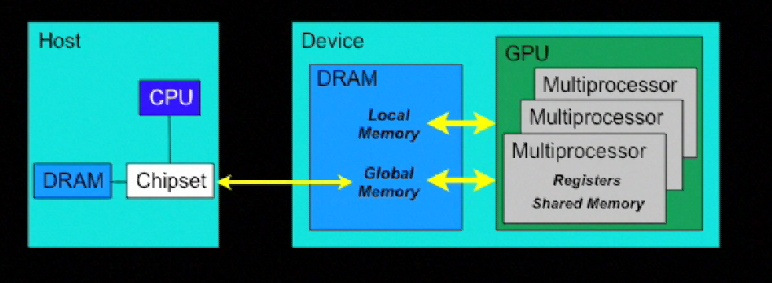 Host
CPU
DRAM
Chipset
Device
DRAM
Local
Memory
Global
Memory
GPU
Multiprocessor
Multiprocessor
Multiprocessor
Registers
Shared Memory